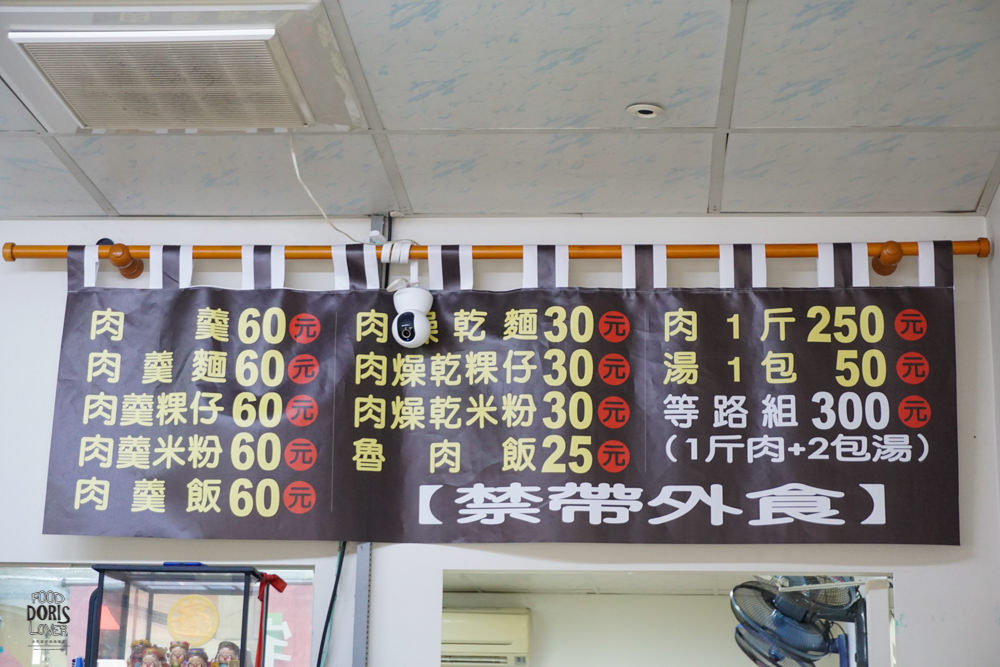 肉羹60元
肉羹麵60元
肉羹粿仔60元
肉羹米粉60元
肉羹飯60元
肉燥乾麵30元
肉燥乾粿仔30元
肉燥乾米粉30元
魯肉飯25元
肉1斤250元
湯1包50元
等路組300元
(1斤肉+2包湯)
【禁帶外食】
FOOD
DORIS
LOVER